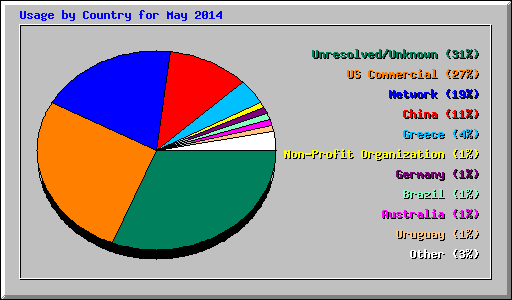 Usage by Country for May 2014
Unresolved/Unknown (31%)
US Commercial (27%)
Network (19%)
China (11%)
Greece (4%)
Non-Profit Organization (1%)
Germany (1%)
Brazil (1%)
Australia (1%)
Uruguay (1%)
Other (3%)